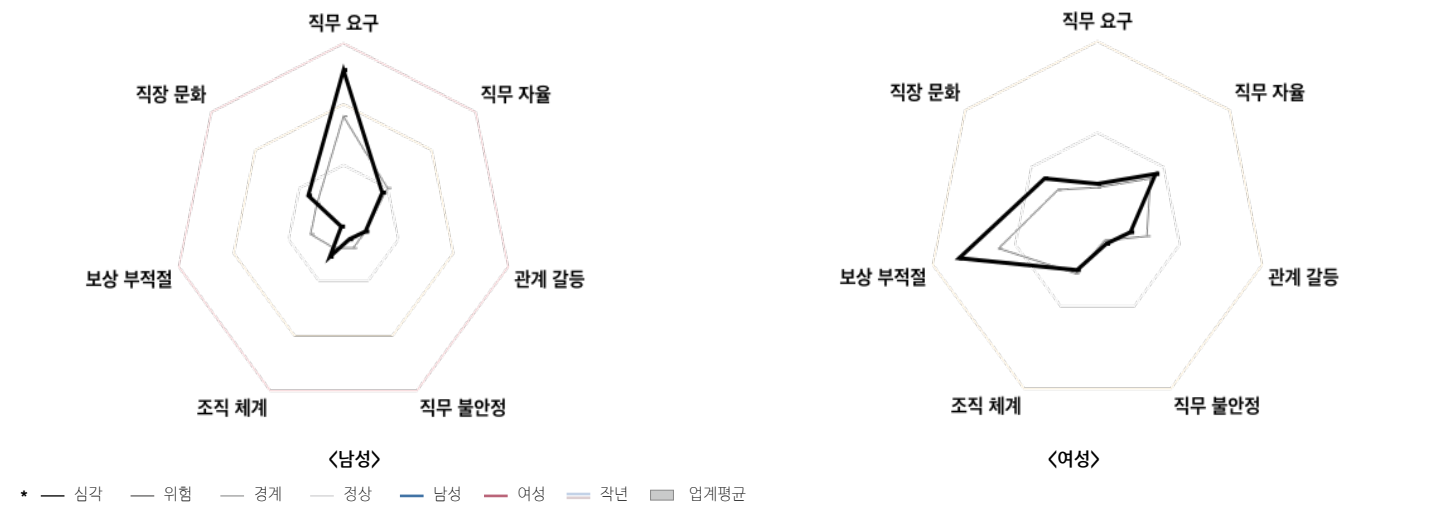 직무 요구
직장 문화
직무 자율
보상 부적절
관계 갈등
조직 체계
직무 불안정
<남성>
직무 요구
직장 문화
직무 자율
보상 부적절
관계 갈등
조직 체계
직무 불안정
<여성>
* 심각 위험 경계 정상 남성 여성 작년 업계평균